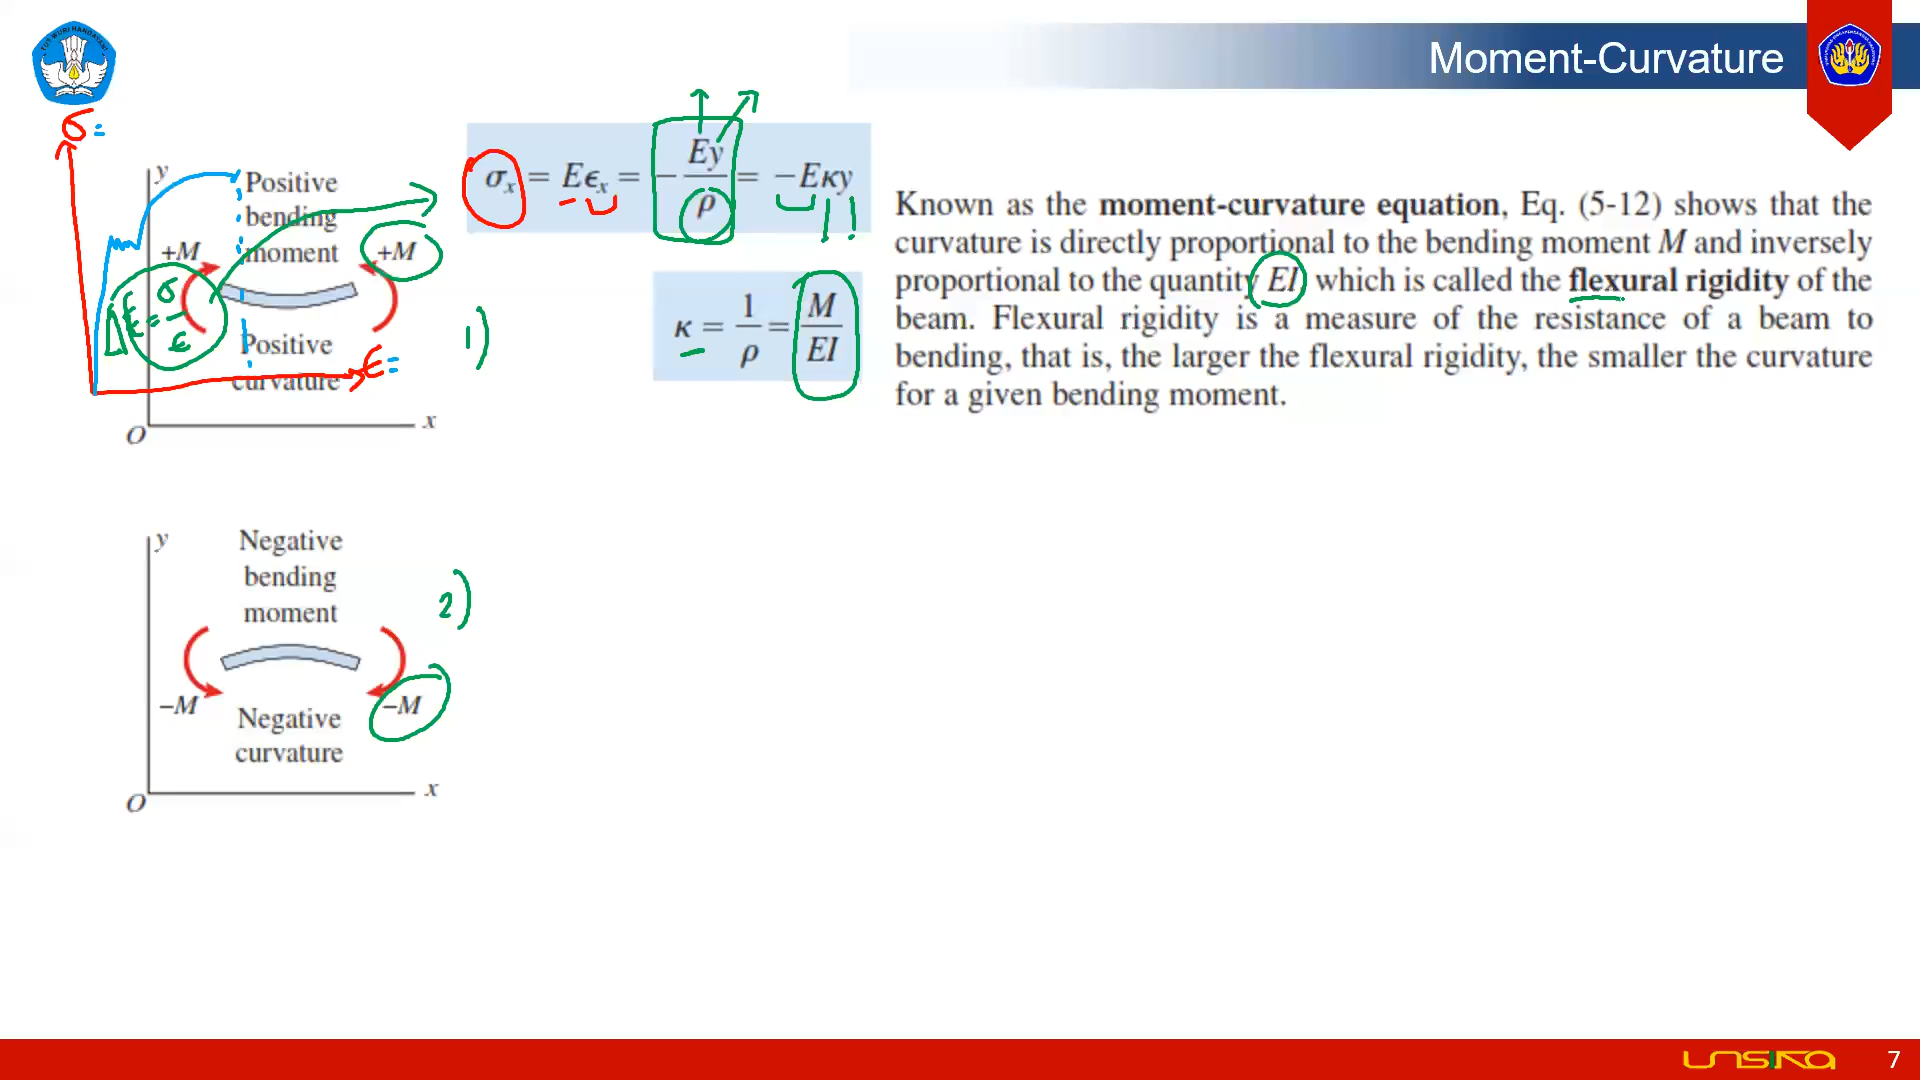 TUT WURI HANDAYANI
Moment-Curvature
σ =
y
Positive
bending
moment
+M
+M
E = σ / ε
Positive
curvature
ε =
1)
O
x
σₓ = Eϵₓ = −Ey/ρ = −Eκy
κ = 1/ρ = M/EI
Known as the moment-curvature equation, Eq. (5-12) shows that the
curvature is directly proportional to the bending moment M and inversely
proportional to the quantity EI, which is called the flexural rigidity of the
beam. Flexural rigidity is a measure of the resistance of a beam to
bending, that is, the larger the flexural rigidity, the smaller the curvature
for a given bending moment.
y
Negative
bending
moment
2)
−M
−M
Negative
curvature
O
x
unsika
7